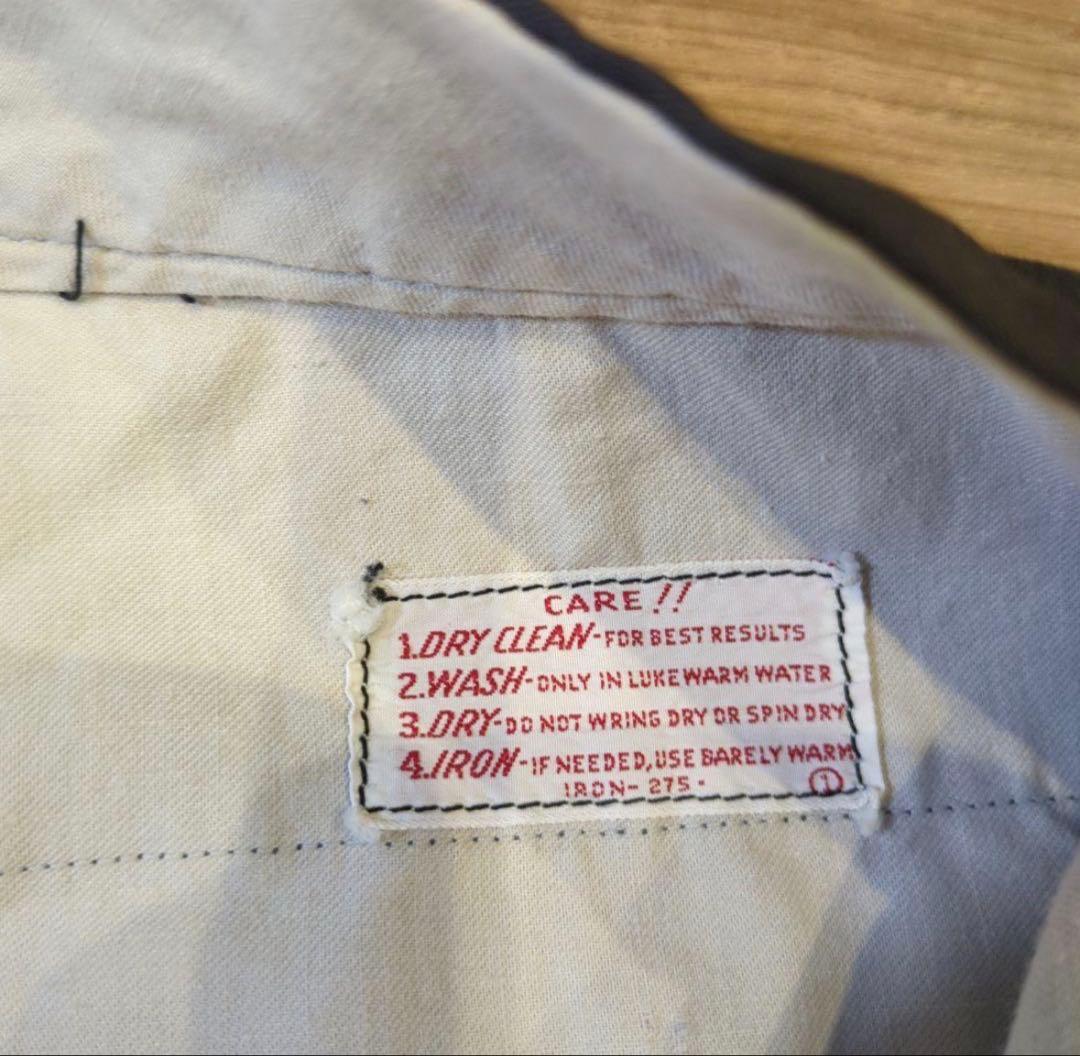 CARE !!
1.DRY CLEAN-FOR BEST RESULTS
2.WASH-ONLY IN LUKEWARM WATER
3.DRY-DO NOT WRING DRY OR SPIN DRY
4.IRON-IF NEEDED,USE BARELY WARM
IRON- 275 · ①